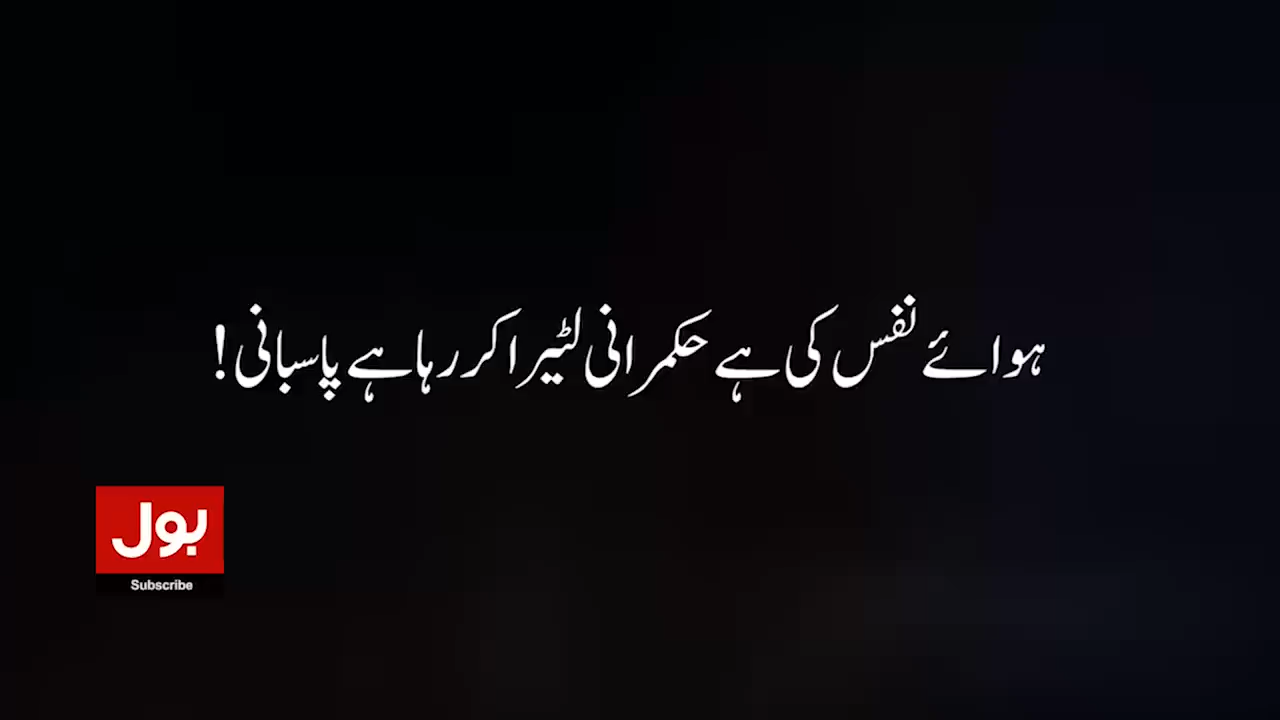 ہوائے نفس کی ہے حکمرانی لٹیرا کر رہا ہے پاسبانی!
بول
Subscribe